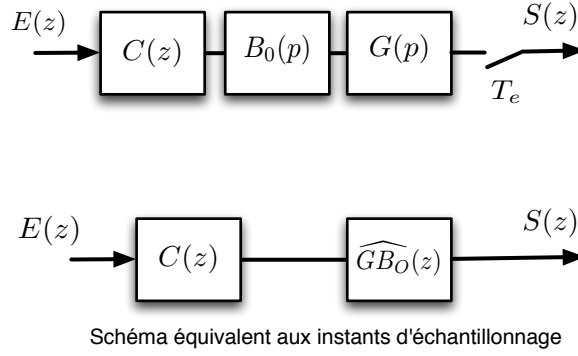 E(z) C(z) B₀(p) G(p) S(z)
Tₑ
E(z) C(z) \widehat{GB_O}(z) S(z)
Schéma équivalent aux instants d'échantillonnage